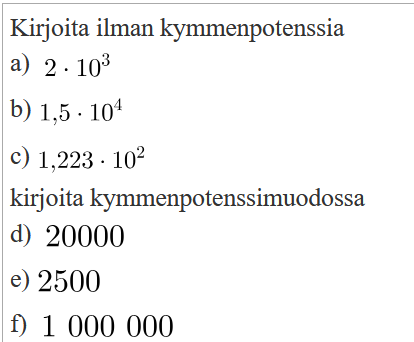 Kirjoita ilman kymmenpotenssia
a) 2 · 10³
b) 1,5 · 10⁴
c) 1,223 · 10²
kirjoita kymmenpotenssimuodossa
d) 20000
e) 2500
f) 1 000 000